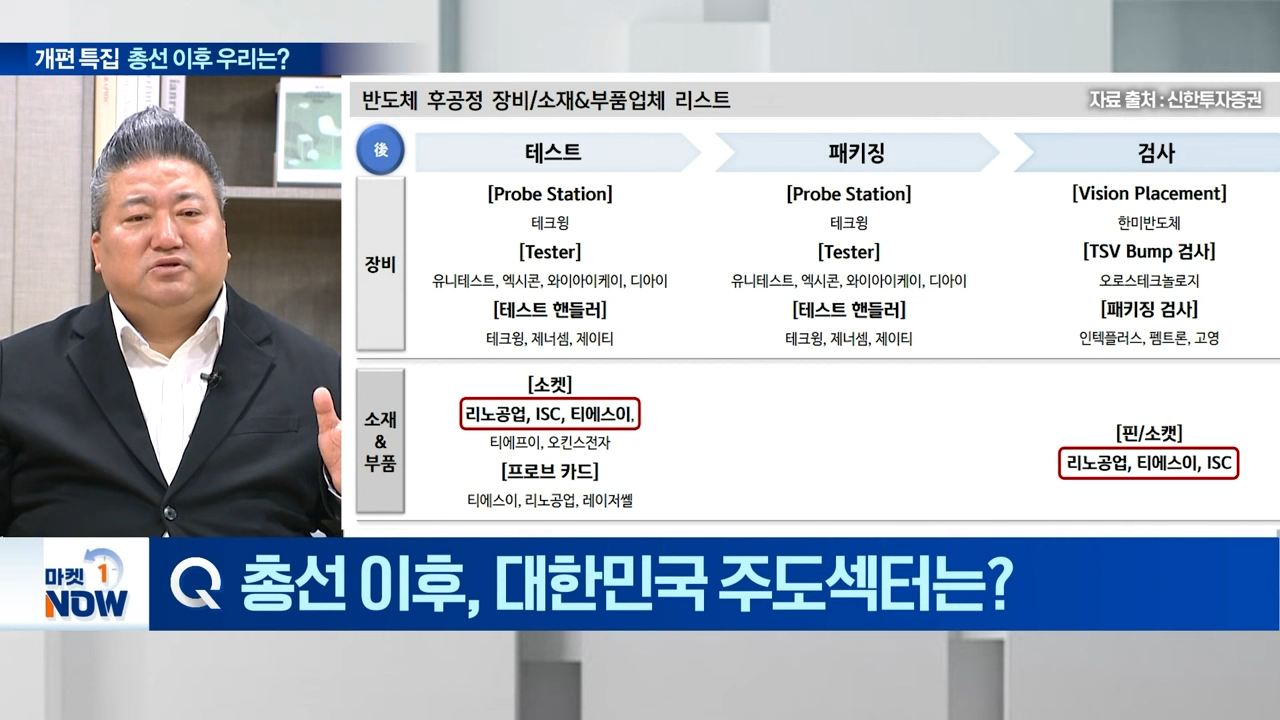 개편 특집 총선 이후 우리는?
반도체 후공정 장비/소재&부품업체 리스트
자료 출처 : 신한투자증권
後
테스트
패키징
검사
장비
[Probe Station]
테크윙
[Tester]
유니테스트, 엑시콘, 와이아이케이, 디아이
[테스트 핸들러]
테크윙, 제너셈, 제이티
[Probe Station]
테크윙
[Tester]
유니테스트, 엑시콘, 와이아이케이, 디아이
[테스트 핸들러]
테크윙, 제너셈, 제이티
[Vision Placement]
한미반도체
[TSV Bump 검사]
오로스테크놀로지
[패키징 검사]
인텍플러스, 펨트론, 고영
소재
&
부품
[소켓]
리노공업, ISC, 티에스이,
티에프이, 오킨스전자
[프로브 카드]
티에스이, 리노공업, 레이저쎌
[핀/소캣]
리노공업, 티에스이, ISC
마켓 1
NOW
Q 총선 이후, 대한민국 주도섹터는?